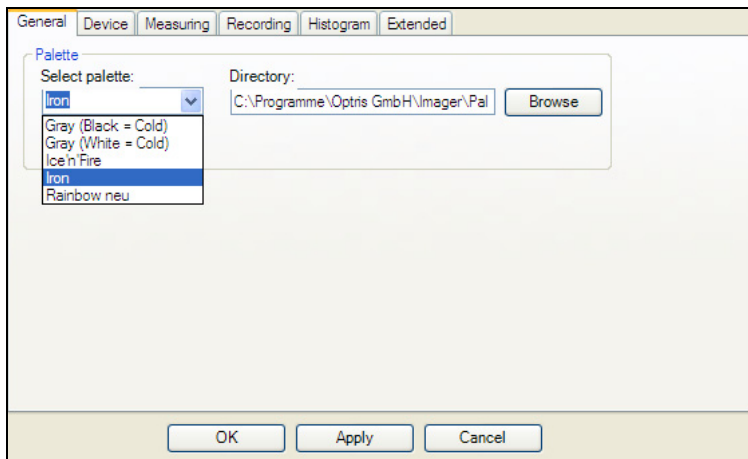 General Device Measuring Recording Histogram Extended
Palette
Select palette: Directory:
Iron C:\Programme\Optris GmbH\Imager\Pal Browse
Gray (Black = Cold)
Gray (White = Cold)
Ice'n'Fire
Iron
Rainbow neu
OK Apply Cancel